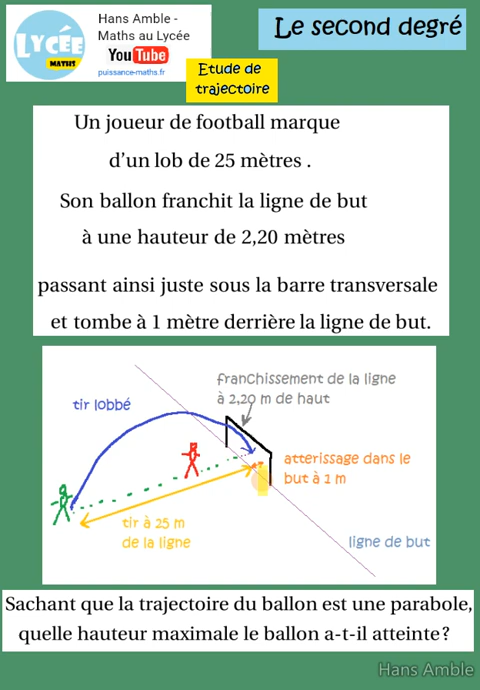 LYCÉE
MATHS
Hans Amble -
Maths au Lycée
YouTube
puissance-maths.fr
Le second degré
Etude de
trajectoire
Un joueur de football marque
d'un lob de 25 mètres .
Son ballon franchit la ligne de but
à une hauteur de 2,20 mètres
passant ainsi juste sous la barre transversale
et tombe à 1 mètre derrière la ligne de but.
franchissement de la ligne
à 2,20 m de haut
tir lobbé
atterissage dans le
but à 1 m
tir à 25 m
de la ligne
ligne de but
Sachant que la trajectoire du ballon est une parabole,
quelle hauteur maximale le ballon a-t-il atteinte?
Hans Amble